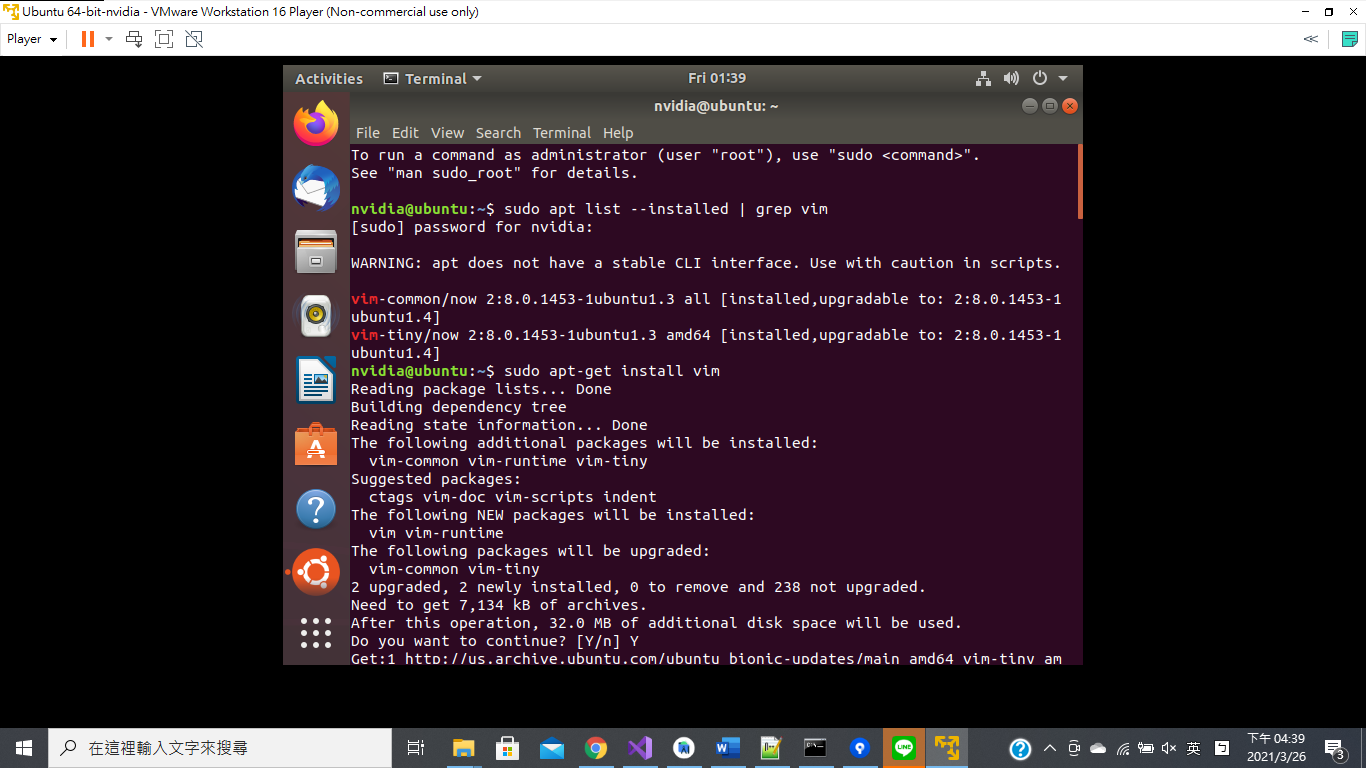 Ubuntu 64-bit-nvidia - VMware Workstation 16 Player (Non-commercial use only)
Player
Activities Terminal Fri 01:39
nvidia@ubuntu: ~
File Edit View Search Terminal Help
To run a command as administrator (user "root"), use "sudo <command>".
See "man sudo_root" for details.
nvidia@ubuntu:~$ sudo apt list --installed | grep vim
[sudo] password for nvidia:
WARNING: apt does not have a stable CLI interface. Use with caution in scripts.
vim-common/now 2:8.0.1453-1ubuntu1.3 all [installed,upgradable to: 2:8.0.1453-1
ubuntu1.4]
vim-tiny/now 2:8.0.1453-1ubuntu1.3 amd64 [installed,upgradable to: 2:8.0.1453-1
ubuntu1.4]
nvidia@ubuntu:~$ sudo apt-get install vim
Reading package lists... Done
Building dependency tree
Reading state information... Done
The following additional packages will be installed:
vim-common vim-runtime vim-tiny
Suggested packages:
ctags vim-doc vim-scripts indent
The following NEW packages will be installed:
vim vim-runtime
The following packages will be upgraded:
vim-common vim-tiny
2 upgraded, 2 newly installed, 0 to remove and 238 not upgraded.
Need to get 7,134 kB of archives.
After this operation, 32.0 MB of additional disk space will be used.
Do you want to continue? [Y/n] Y
Get:1 http://us.archive.ubuntu.com/ubuntu bionic-updates/main amd64 vim-tiny am
在這裡輸入文字來搜尋
LINE
英
下午 04:39
2021/3/26
3